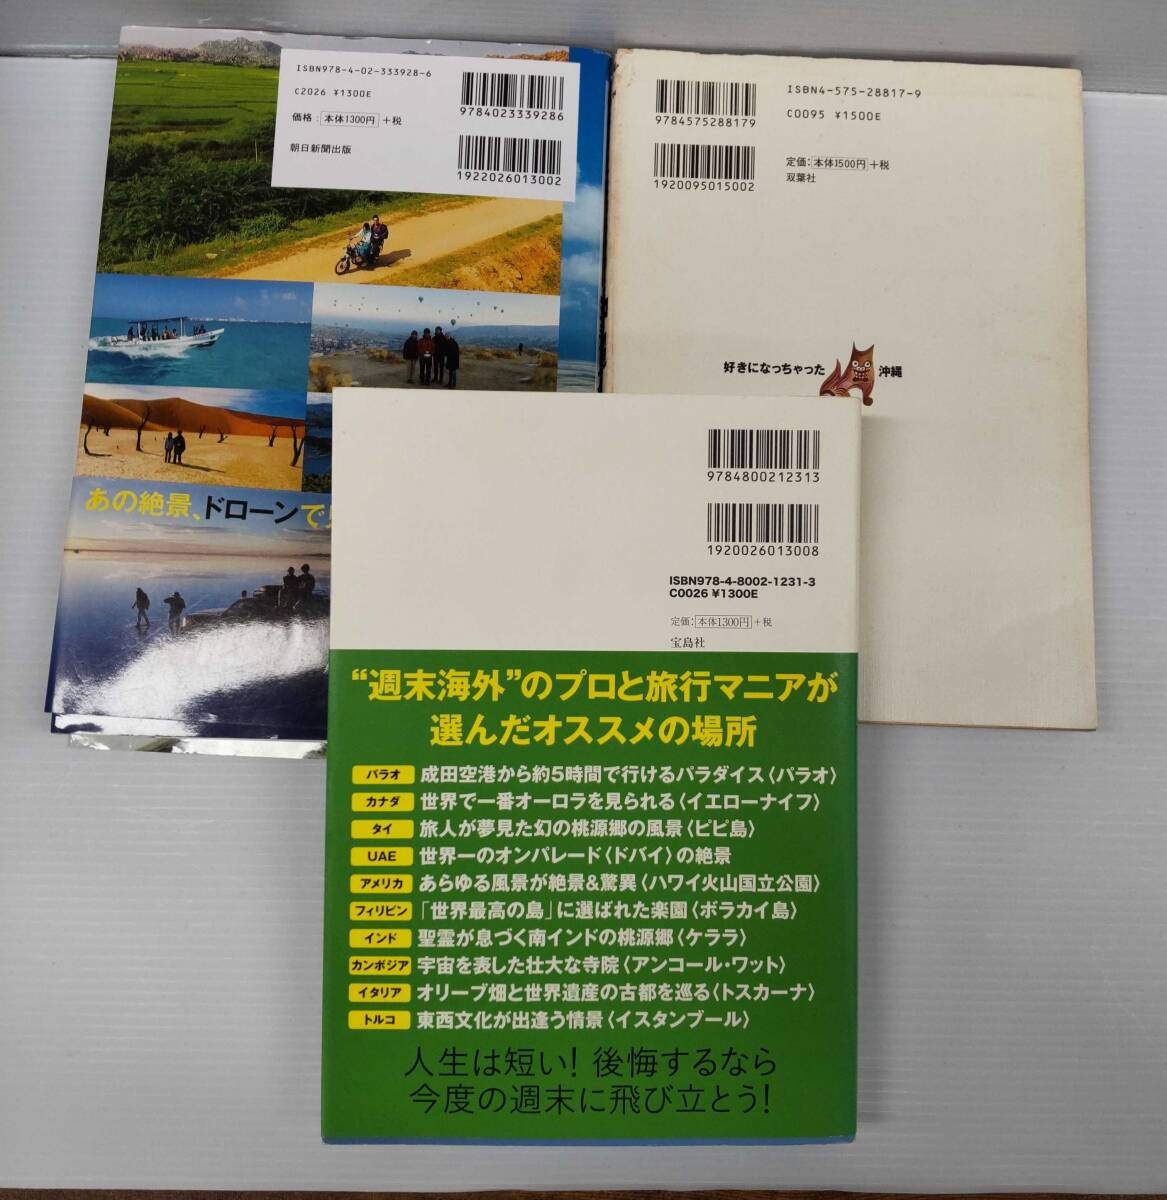 ISBN978-4-02-333928-6
C2026 ¥1300E
価格：本体1300円+税
朝日新聞出版
9784023339286
1922026013002
あの絶景、ドローンで
9784575288179
1920095015002
ISBN4-575-28817-9
C0095 ¥1500E
定価：本体1500円+税
双葉社
好きになっちゃった 沖縄
9784800212313
1920026013008
ISBN978-4-8002-1231-3
C0026 ¥1300E
定価：本体1300円+税
宝島社
“週末海外”のプロと旅行マニアが
選んだオススメの場所
パラオ 成田空港から約5時間で行けるパラダイス〈パラオ〉
カナダ 世界で一番オーロラを見られる〈イエローナイフ〉
タイ 旅人が夢見た幻の桃源郷の風景〈ピピ島〉
UAE 世界一のオンパレード〈ドバイ〉の絶景
アメリカ あらゆる風景が絶景&驚異〈ハワイ火山国立公園〉
フィリピン 「世界最高の島」に選ばれた楽園〈ボラカイ島〉
インド 聖霊が息づく南インドの桃源郷〈ケララ〉
カンボジア 宇宙を表した壮大な寺院〈アンコール・ワット〉
イタリア オリーブ畑と世界遺産の古都を巡る〈トスカーナ〉
トルコ 東西文化が出逢う情景〈イスタンブール〉
人生は短い！後悔するなら
今度の週末に飛び立とう！